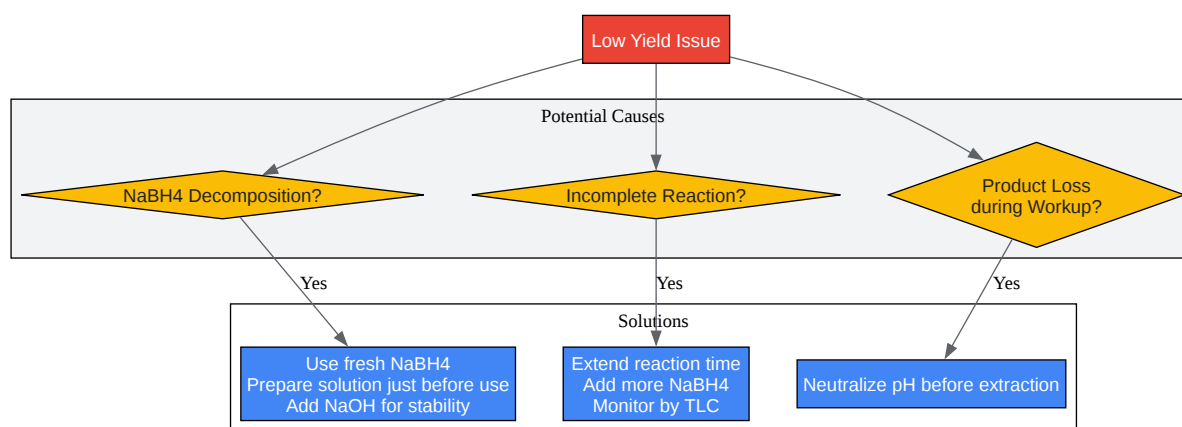 Low Yield Issue
Potential Causes
NaBH4 Decomposition?
Incomplete Reaction?
Product Loss
during Workup?
Yes
Yes
Yes
Solutions
Use fresh NaBH4
Prepare solution just before use
Add NaOH for stability
Extend reaction time
Add more NaBH4
Monitor by TLC
Neutralize pH before extraction